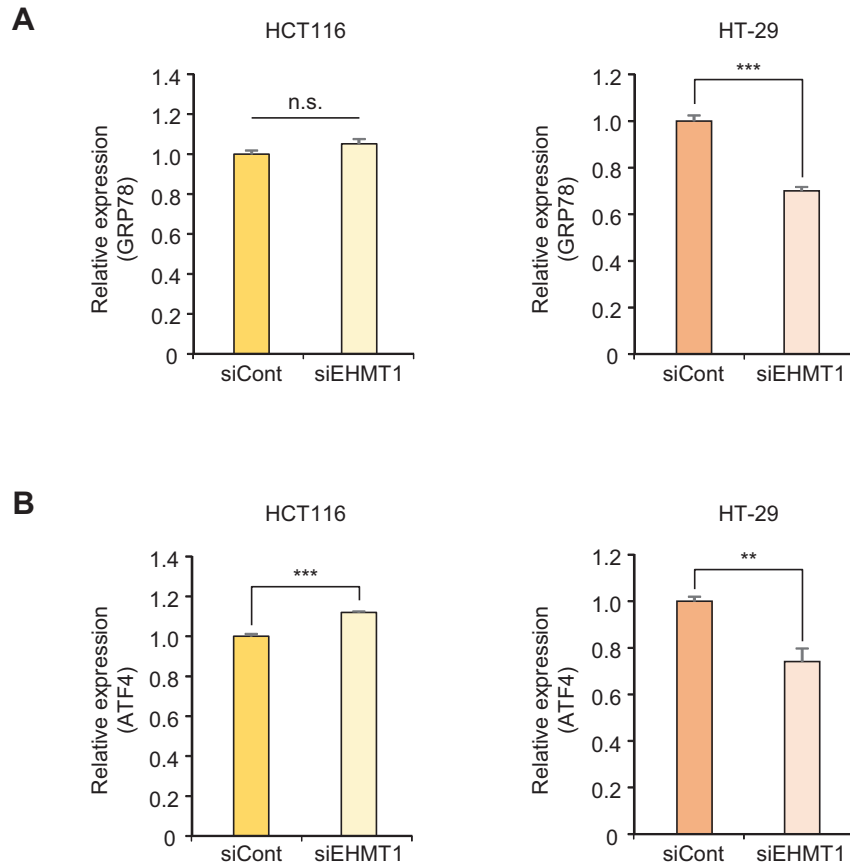 A
HCT116
Relative expression
(GRP78)
1.4
1.2
1.0
0.8
0.6
0.4
0.2
0
n.s.
siCont
siEHMT1
HT-29
Relative expression
(GRP78)
1.2
1.0
0.8
0.6
0.4
0.2
0
***
siCont
siEHMT1
B
HCT116
Relative expression
(ATF4)
1.4
1.2
1.0
0.8
0.6
0.4
0.2
0
***
siCont
siEHMT1
HT-29
Relative expression
(ATF4)
1.2
1.0
0.8
0.6
0.4
0.2
0
**
siCont
siEHMT1